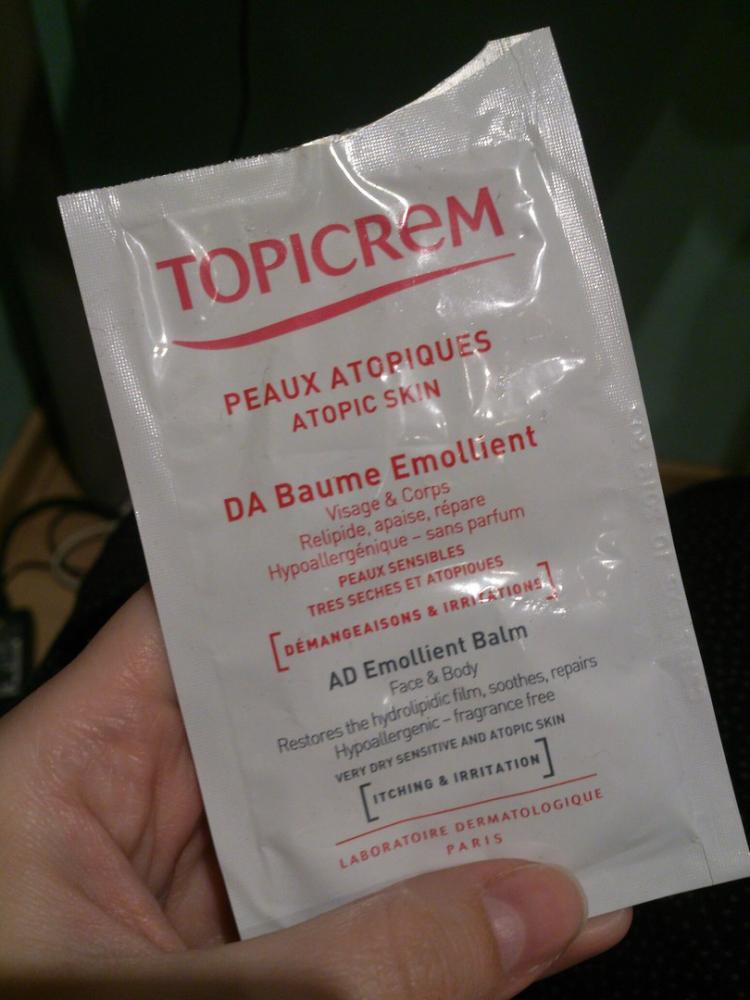 TOPICReM
PEAUX ATOPIQUES
ATOPIC SKIN
DA Baume Emollient
Visage & Corps
Relipide, apaise, répare
Hypoallergénique – sans parfum
PEAUX SENSIBLES
TRES SECHES ET ATOPIQUES
[DÉMANGEAISONS & IRRITATIONS]
AD Emollient Balm
Face & Body
Restores the hydrolipidic film, soothes, repairs
Hypoallergenic – fragrance free
VERY DRY SENSITIVE AND ATOPIC SKIN
[ITCHING & IRRITATION]
LABORATOIRE DERMATOLOGIQUE
PARIS